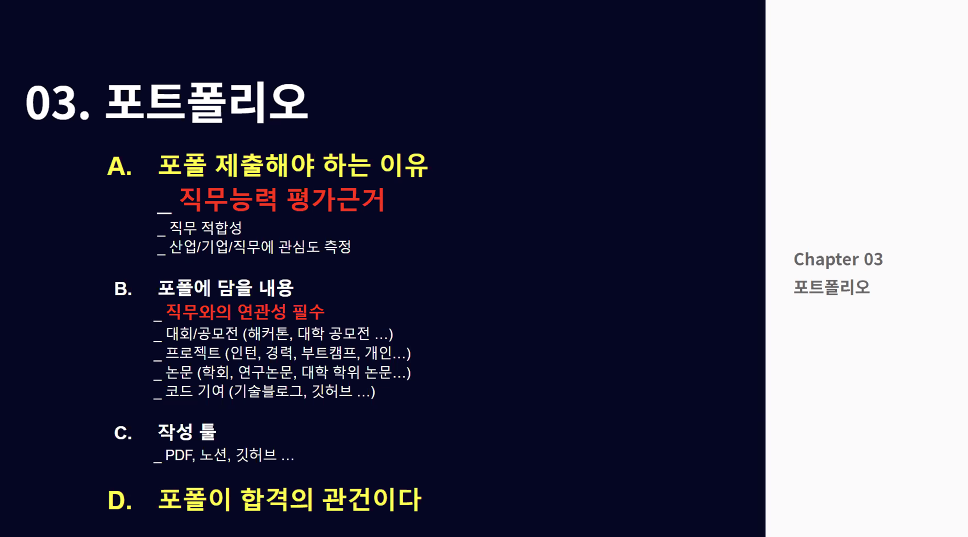 03. 포트폴리오
A. 포폴 제출해야 하는 이유
_ 직무능력 평가근거
_ 직무 적합성
_ 산업/기업/직무에 관심도 측정
B. 포폴에 담을 내용
_ 직무와의 연관성 필수
_ 대회/공모전 (해커톤, 대학 공모전 ...)
_ 프로젝트 (인턴, 경력, 부트캠프, 개인...)
_ 논문 (학회, 연구논문, 대학 학위 논문...)
_ 코드 기여 (기술블로그, 깃허브 ...)
C. 작성 툴
_ PDF, 노션, 깃허브 ...
D. 포폴이 합격의 관건이다
Chapter 03
포트폴리오